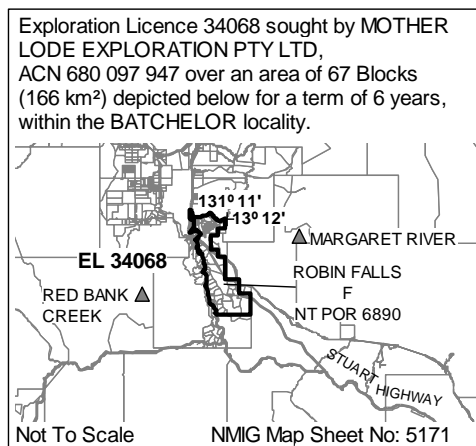 Exploration Licence 34068 sought by MOTHER
LODE EXPLORATION PTY LTD,
ACN 680 097 947 over an area of 67 Blocks
(166 km²) depicted below for a term of 6 years,
within the BATCHELOR locality.
131º 11'
13º 12'
EL 34068
MARGARET RIVER
ROBIN FALLS
F
NT POR 6890
RED BANK
CREEK
STUART HIGHWAY
Not To Scale
NMIG Map Sheet No: 5171